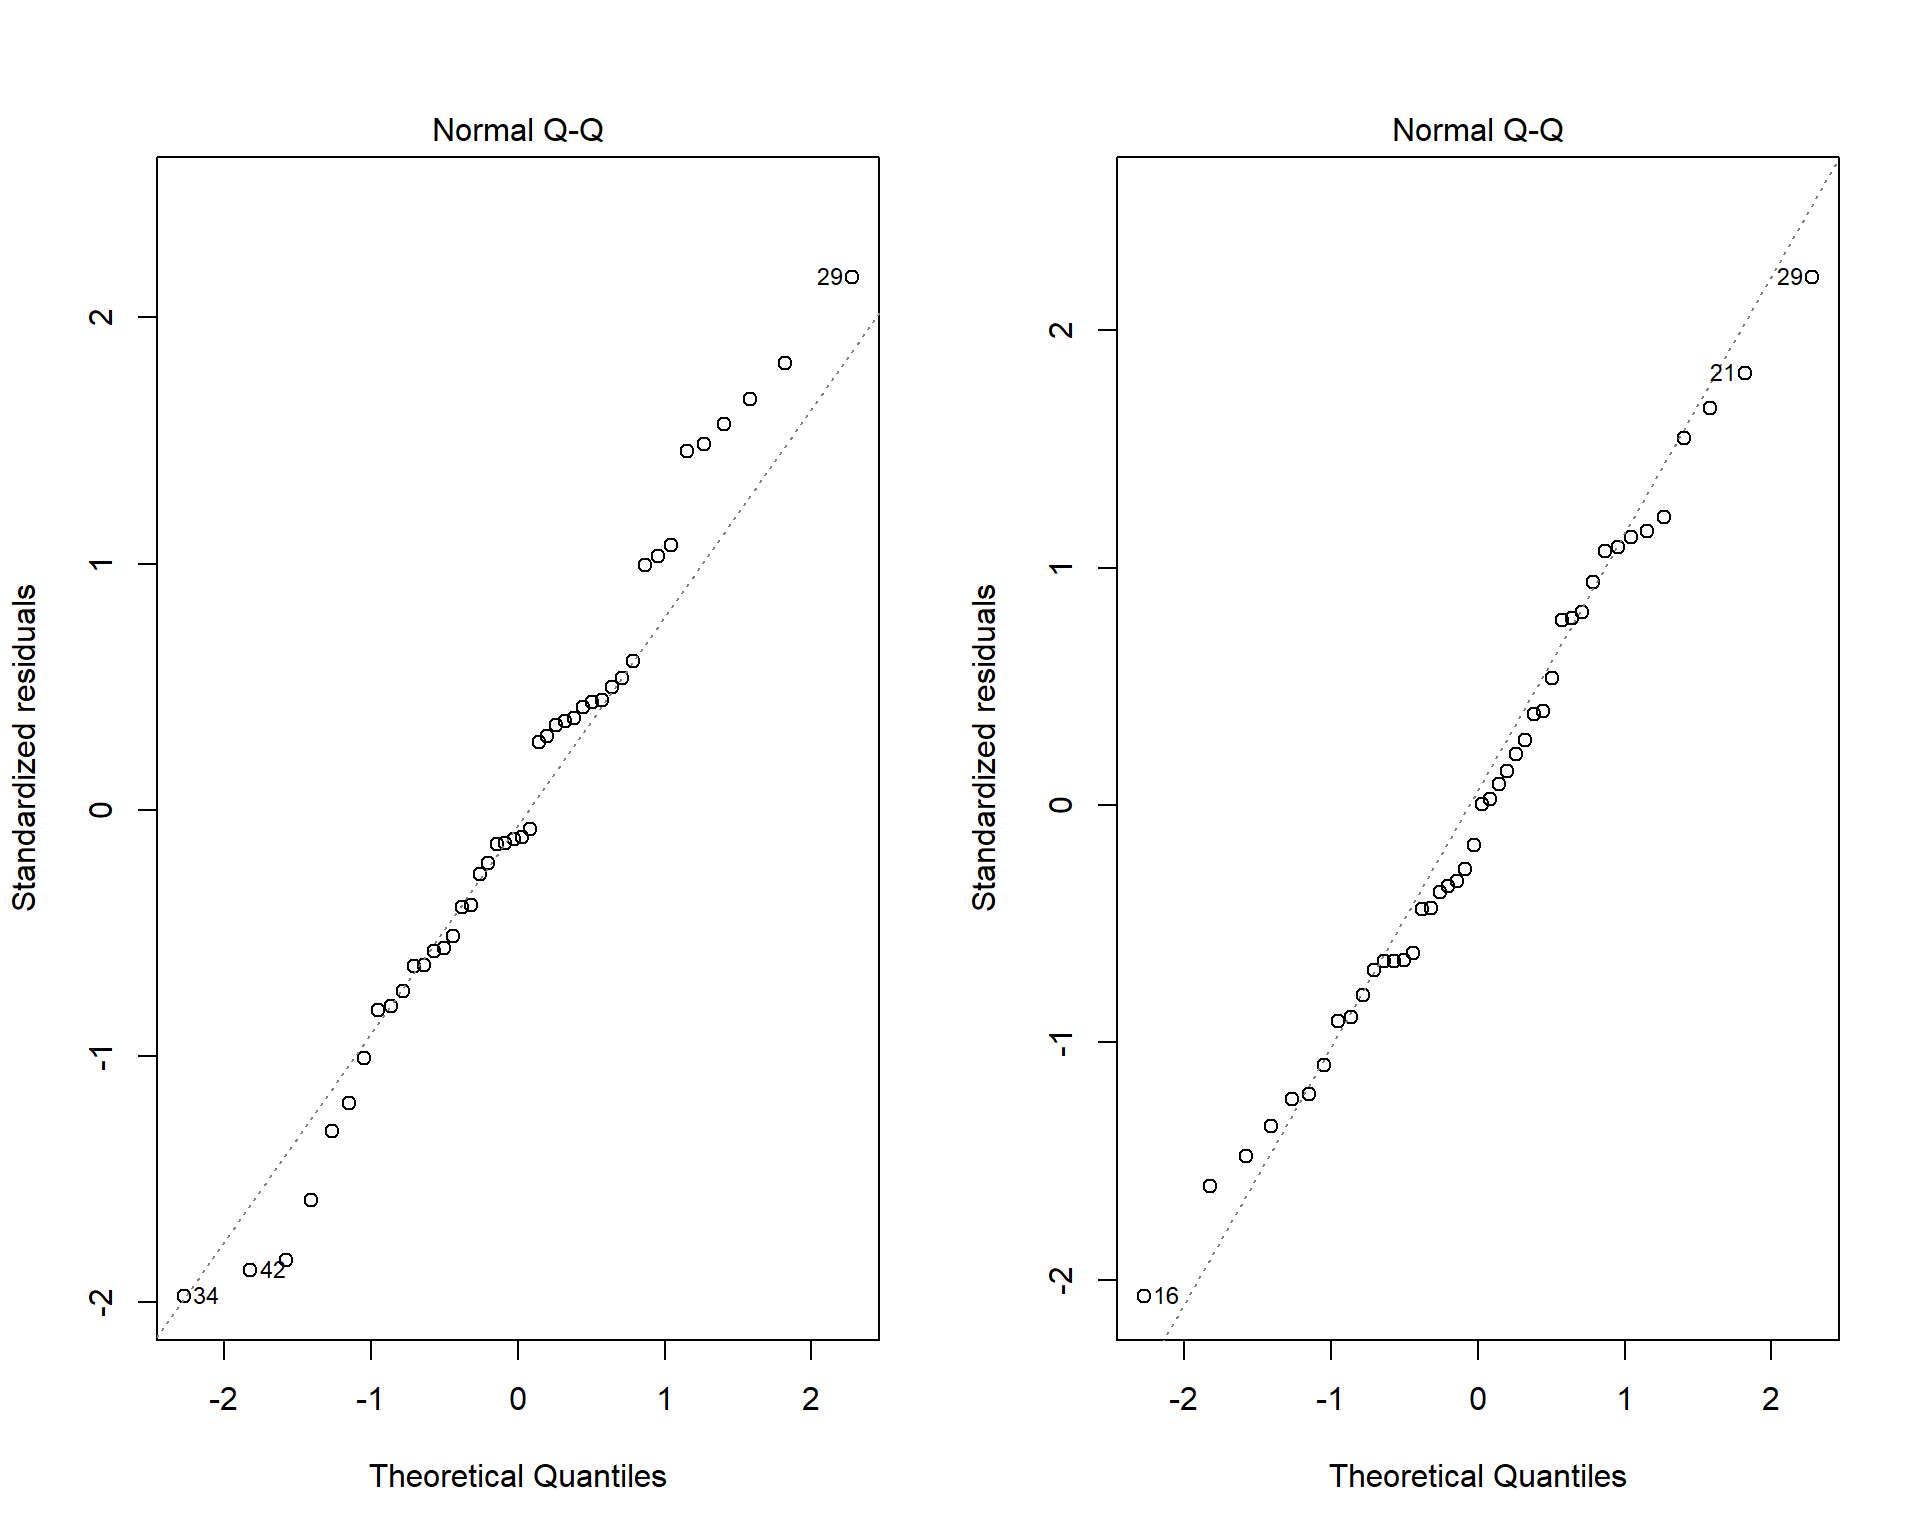 Normal Q-Q
Standardized residuals
2
1
0
-1
-2
29
42
34
-2 -1 0 1 2
Theoretical Quantiles
Normal Q-Q
Standardized residuals
2
1
0
-1
-2
29
21
16
-2 -1 0 1 2
Theoretical Quantiles